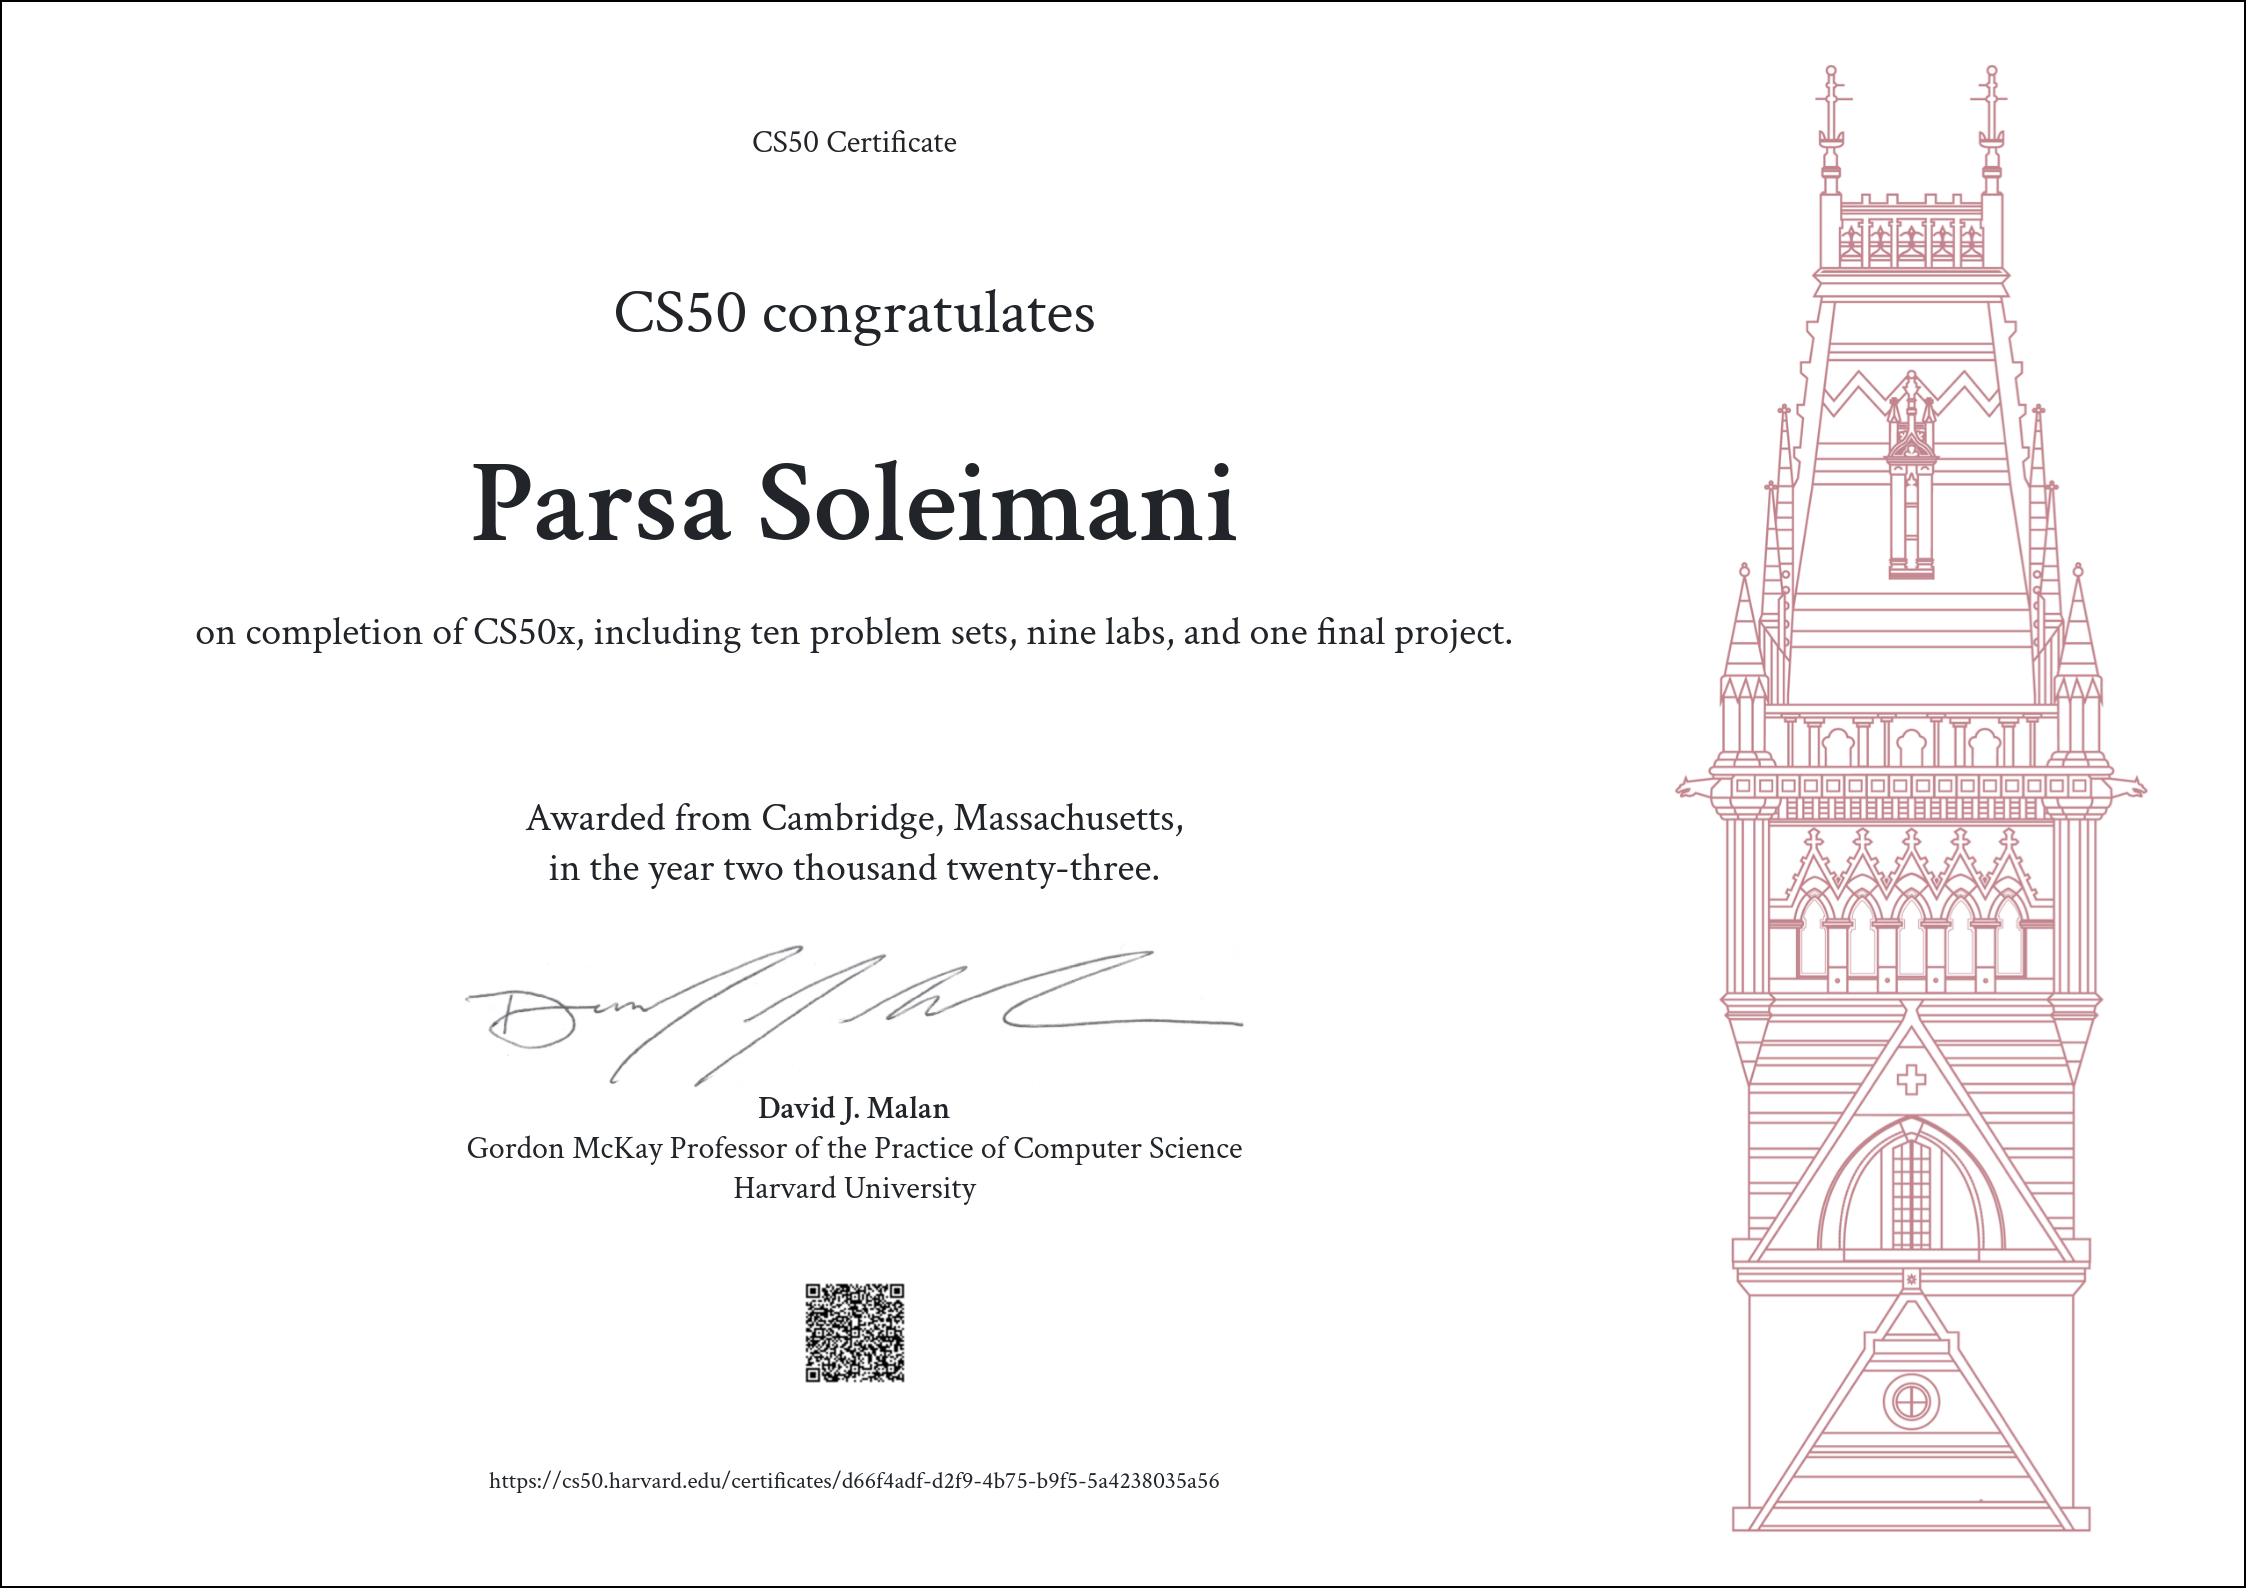 CS50 Certificate
CS50 congratulates
Parsa Soleimani
on completion of CS50x, including ten problem sets, nine labs, and one final project.
Awarded from Cambridge, Massachusetts,
in the year two thousand twenty-three.
David J. Malan
Gordon McKay Professor of the Practice of Computer Science
Harvard University
https://cs50.harvard.edu/certificates/d66f4adf-d2f9-4b75-b9f5-5a4238035a56